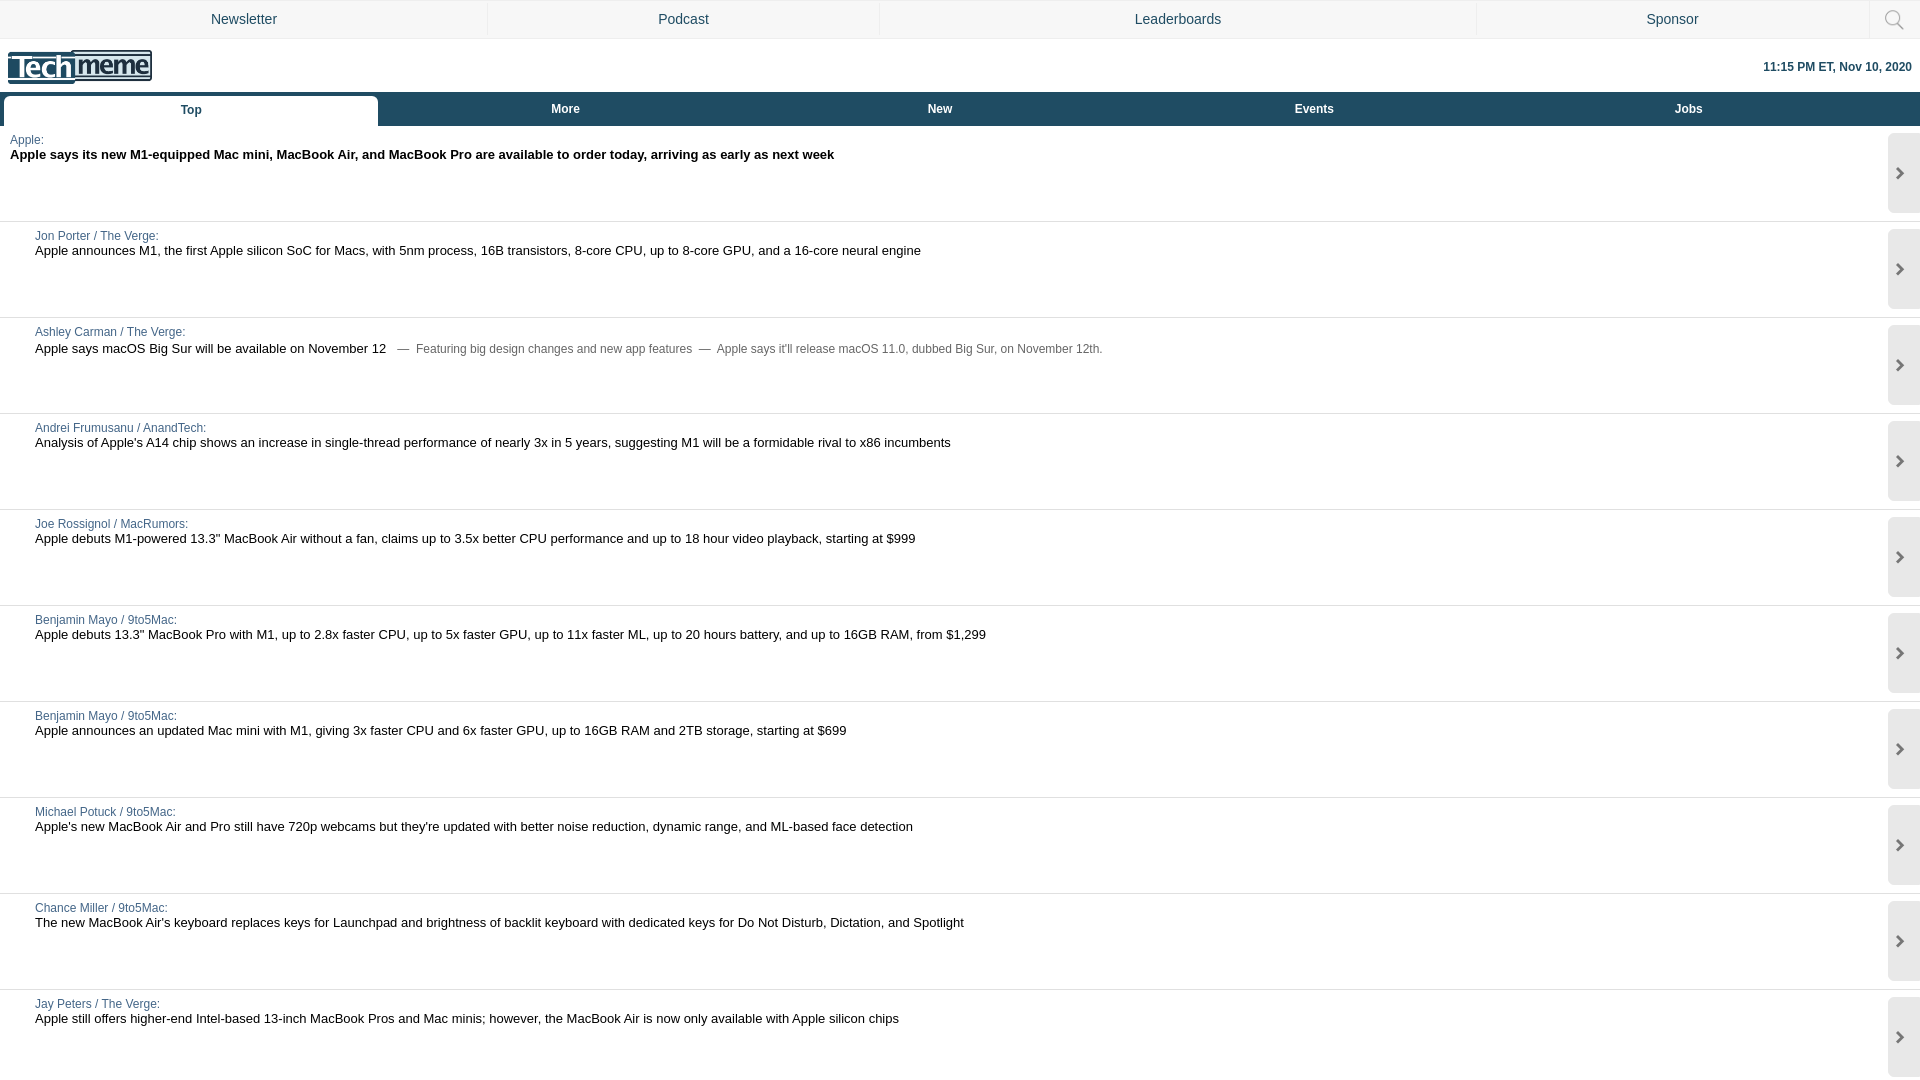 Newsletter
Podcast
Leaderboards
Sponsor
Techmeme
11:15 PM ET, Nov 10, 2020
Top
More
New
Events
Jobs
Apple:
Apple says its new M1-equipped Mac mini, MacBook Air, and MacBook Pro are available to order today, arriving as early as next week
Jon Porter / The Verge:
Apple announces M1, the first Apple silicon SoC for Macs, with 5nm process, 16B transistors, 8-core CPU, up to 8-core GPU, and a 16-core neural engine
Ashley Carman / The Verge:
Apple says macOS Big Sur will be available on November 12 — Featuring big design changes and new app features — Apple says it'll release macOS 11.0, dubbed Big Sur, on November 12th.
Andrei Frumusanu / AnandTech:
Analysis of Apple's A14 chip shows an increase in single-thread performance of nearly 3x in 5 years, suggesting M1 will be a formidable rival to x86 incumbents
Joe Rossignol / MacRumors:
Apple debuts M1-powered 13.3" MacBook Air without a fan, claims up to 3.5x better CPU performance and up to 18 hour video playback, starting at $999
Benjamin Mayo / 9to5Mac:
Apple debuts 13.3" MacBook Pro with M1, up to 2.8x faster CPU, up to 5x faster GPU, up to 11x faster ML, up to 20 hours battery, and up to 16GB RAM, from $1,299
Benjamin Mayo / 9to5Mac:
Apple announces an updated Mac mini with M1, giving 3x faster CPU and 6x faster GPU, up to 16GB RAM and 2TB storage, starting at $699
Michael Potuck / 9to5Mac:
Apple's new MacBook Air and Pro still have 720p webcams but they're updated with better noise reduction, dynamic range, and ML-based face detection
Chance Miller / 9to5Mac:
The new MacBook Air's keyboard replaces keys for Launchpad and brightness of backlit keyboard with dedicated keys for Do Not Disturb, Dictation, and Spotlight
Jay Peters / The Verge:
Apple still offers higher-end Intel-based 13-inch MacBook Pros and Mac minis; however, the MacBook Air is now only available with Apple silicon chips